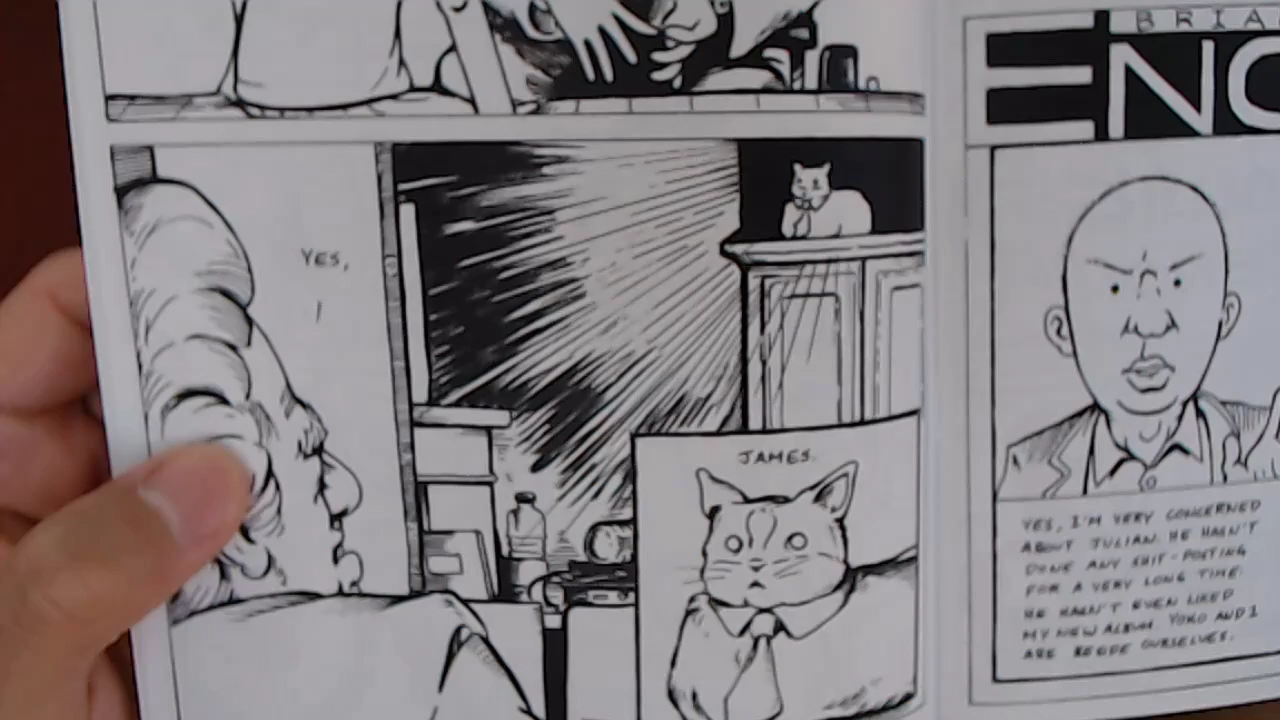 YES,
I
JAMES.
BRIA
ENO
YES, I'M VERY CONCERNED
ABOUT JULIAN. HE HASN'T
DONE ANY SHIT-POSTING
FOR A VERY LONG TIME.
HE HASN'T EVEN LIKED
MY NEW ALBUM. YOKO AND I
ARE BESIDE OURSELVES.